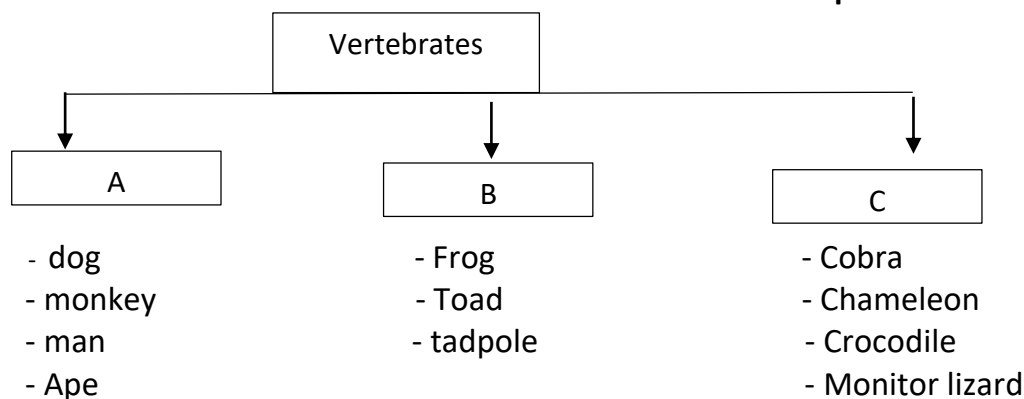 Vertebrates
A
B
C
- dog
- monkey
- man
- Ape
- Frog
- Toad
- tadpole
- Cobra
- Chameleon
- Crocodile
- Monitor lizard